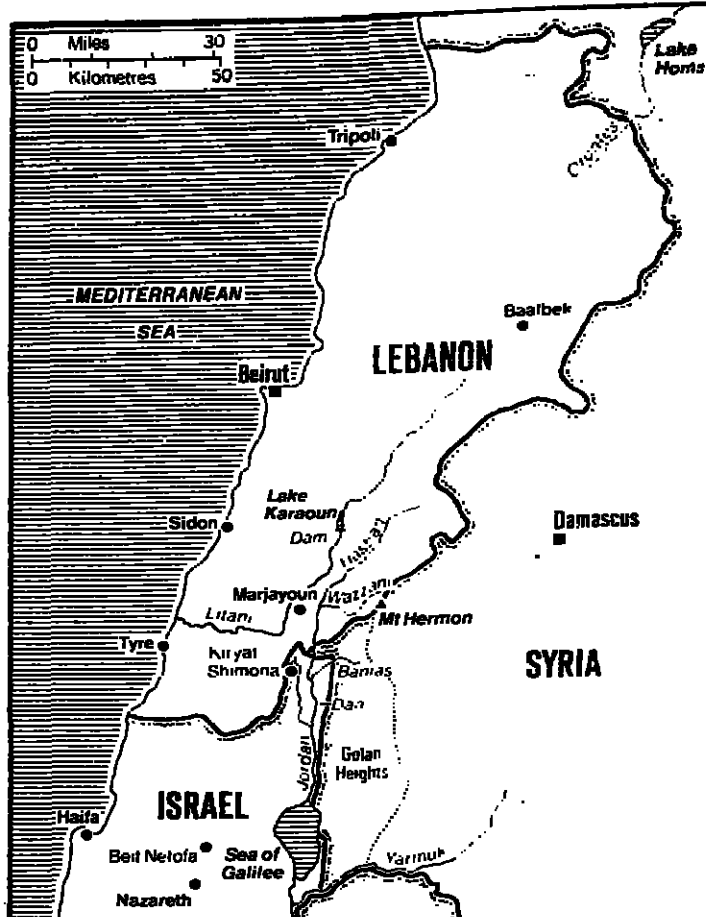 0 Miles 30
0 Kilometres 50
Lake
Homs
Tripoli
Orontes
MEDITERRANEAN
SEA
Baalbek
LEBANON
Beirut
Lake
Karaoun
Dam
Sidon
Hasbani
Damascus
Marjayoun
Wazzani
Litani
Mt Hermon
Tyre
Kiryat
Shimona
Banias
SYRIA
Dan
Jordan
Golan
Heights
ISRAEL
Haifa
Beit Netofa
Sea of
Galilee
Yarmuk
Nazareth